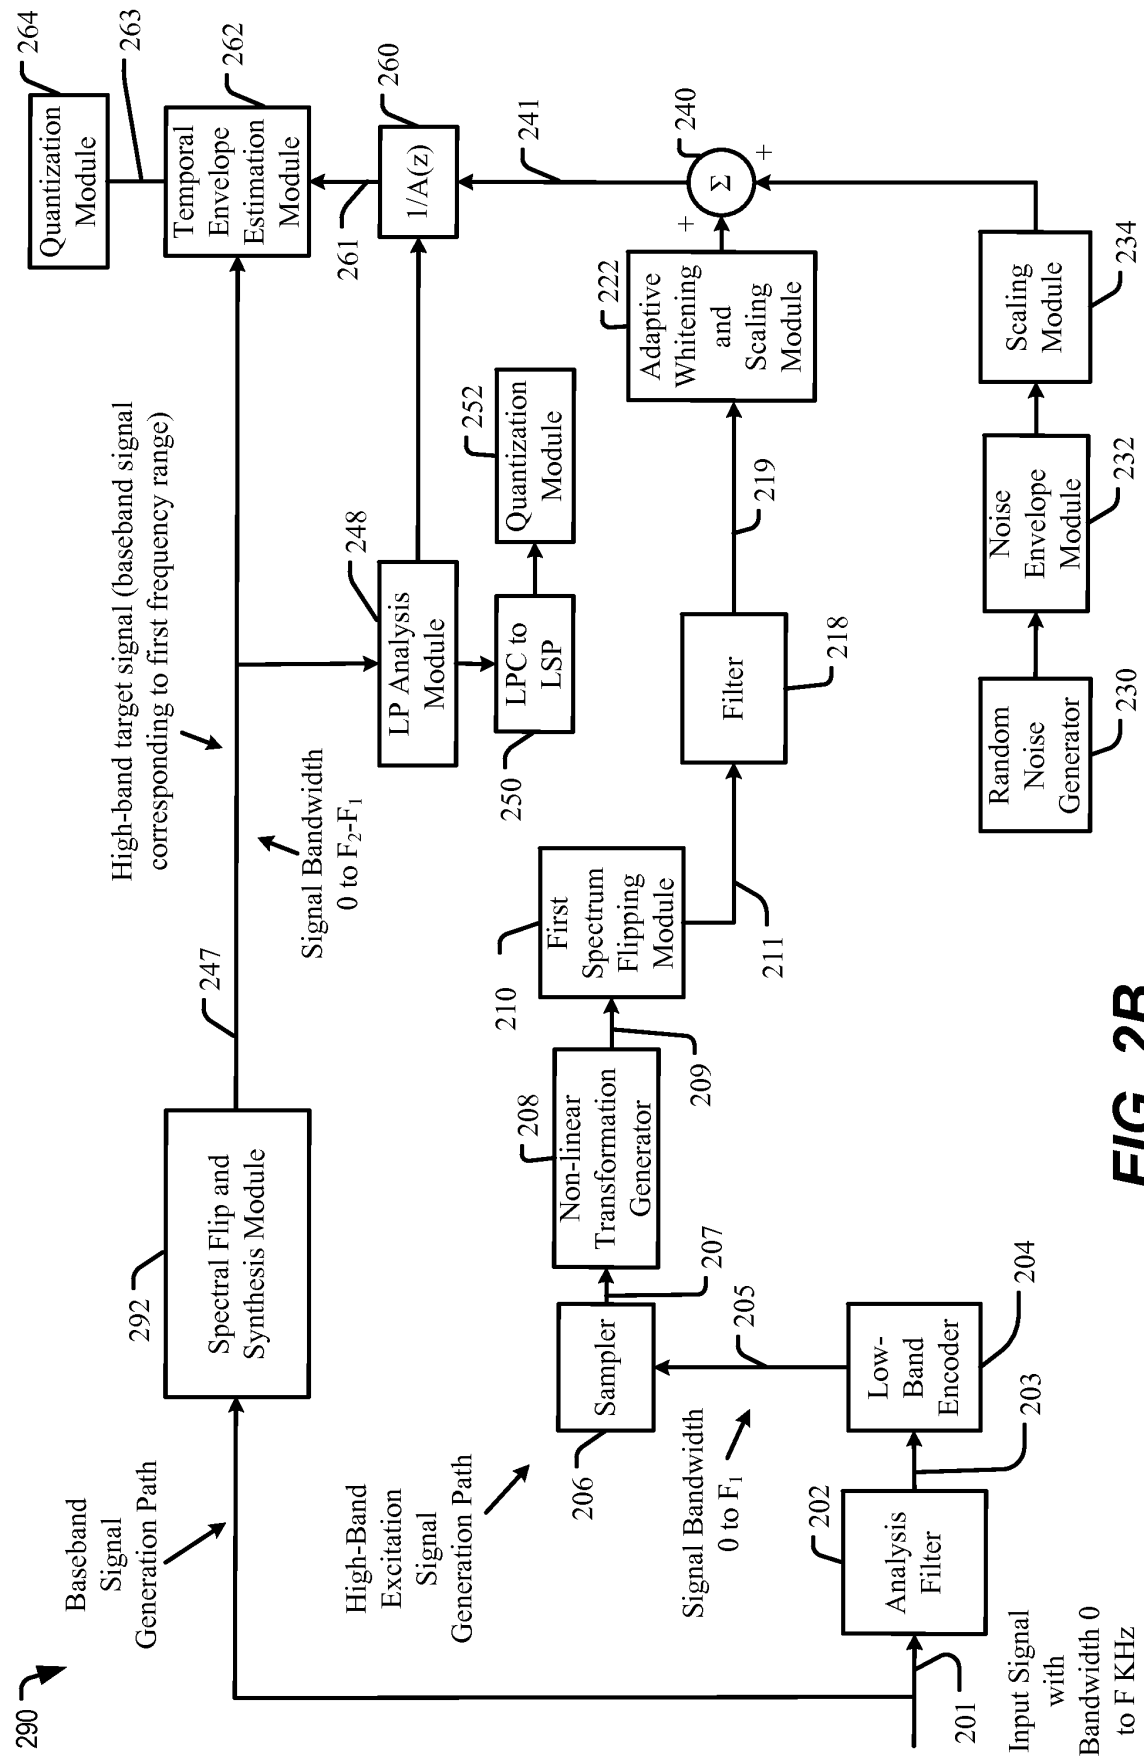 290
Baseband
Signal
Generation Path
292
Spectral Flip and
Synthesis Module
247
High-band target signal (baseband signal
corresponding to first frequency range)
Signal Bandwidth
0 to F₂-F₁
264
Quantization
Module
263
262
Temporal
Envelope
Estimation
Module
261
260
1/A(z)
248
LP Analysis
Module
250
LPC to
LSP
252
Quantization
Module
241
240
Σ
+
+
High-Band
Excitation
Signal
Generation Path
Signal Bandwidth
0 to F₁
Input Signal
with
Bandwidth 0
to F KHz
201
202
Analysis
Filter
203
204
Low-
Band
Encoder
205
206
Sampler
207
208
Non-linear
Transformation
Generator
209
210
First
Spectrum
Flipping
Module
211
218
Filter
219
222
Adaptive
Whitening
and
Scaling
Module
230
Random
Noise
Generator
232
Noise
Envelope
Module
234
Scaling
Module
FIG. 2B